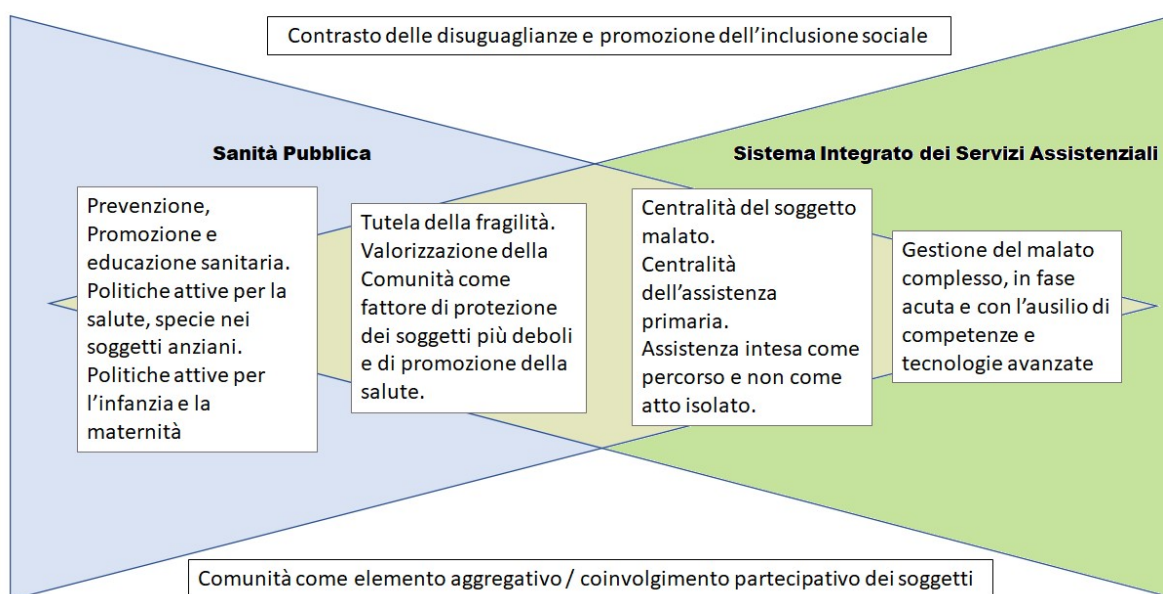 Contrasto delle disuguaglianze e promozione dell'inclusione sociale
Sanità Pubblica
Sistema Integrato dei Servizi Assistenziali
Prevenzione,
Promozione e
educazione sanitaria.
Politiche attive per la
salute, specie nei
soggetti anziani.
Politiche attive per
l'infanzia e la
maternità
Tutela della fragilità.
Valorizzazione della
Comunità come
fattore di protezione
dei soggetti più deboli
e di promozione della
salute.
Centralità del soggetto
malato.
Centralità
dell'assistenza
primaria.
Assistenza intesa come
percorso e non come
atto isolato.
Gestione del malato
complesso, in fase
acuta e con l'ausilio di
competenze e
tecnologie avanzate
Comunità come elemento aggregativo / coinvolgimento partecipativo dei soggetti